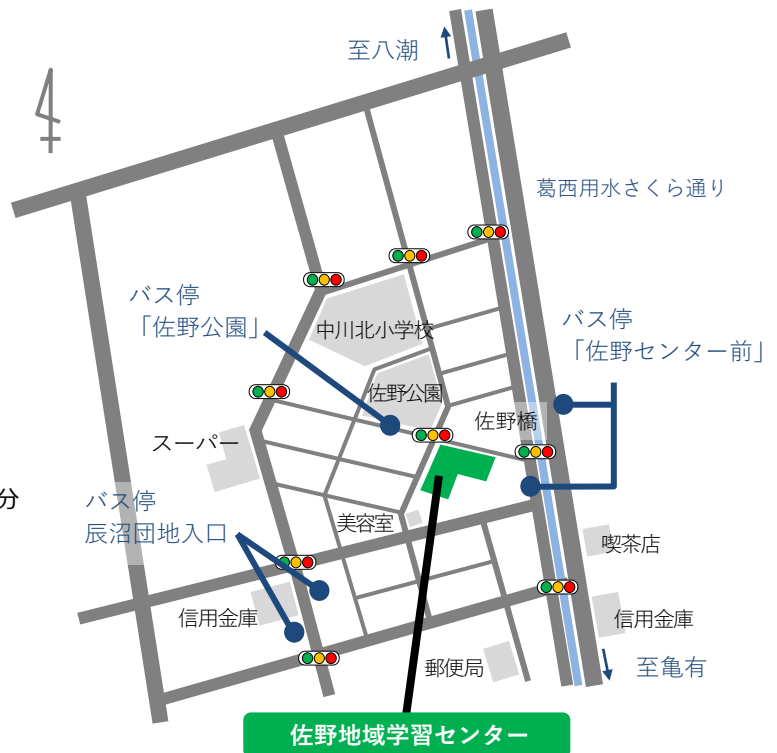 至八潮
葛西用水さくら通り
バス停
「佐野公園」
中川北小学校
バス停
「佐野センター前」
佐野公園
佐野橋
スーパー
分
バス停
辰沼団地入口
美容室
喫茶店
信用金庫
信用金庫
郵便局
至亀有
佐野地域学習センター